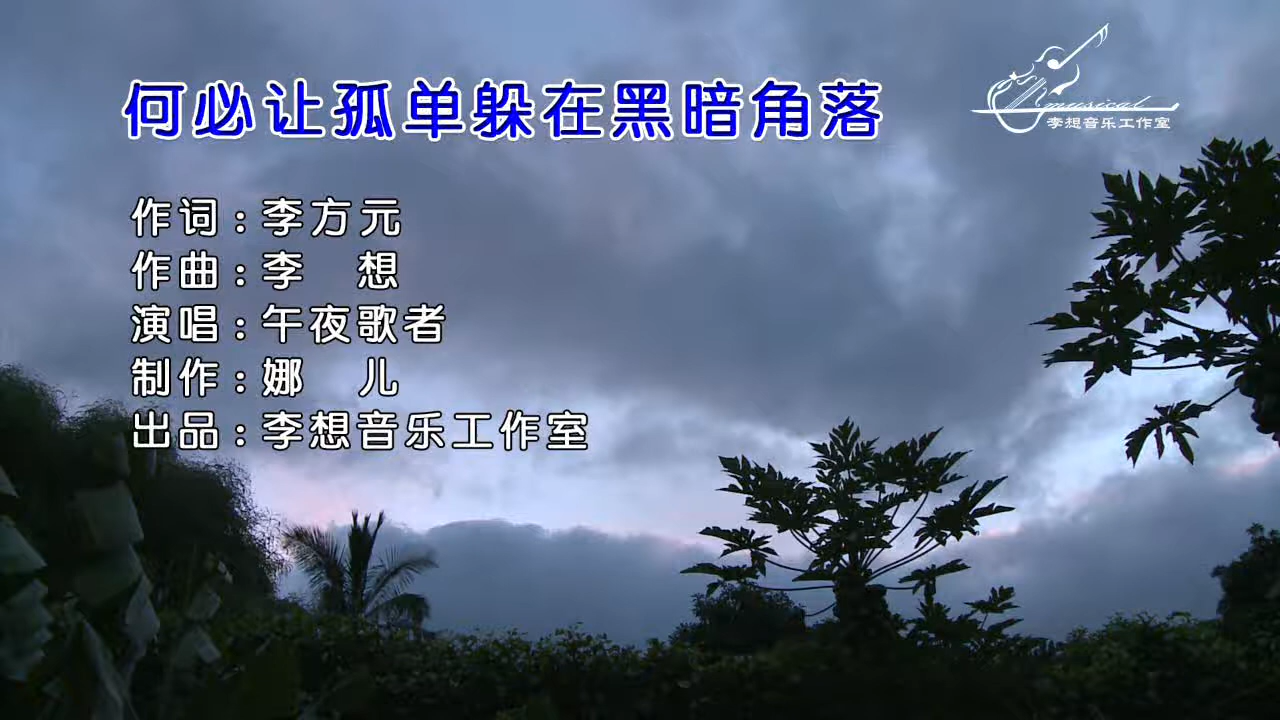 何必让孤单躲在黑暗角落
musical
李想音乐工作室
作词：李方元
作曲：李　想
演唱：午夜歌者
制作：娜　儿
出品：李想音乐工作室